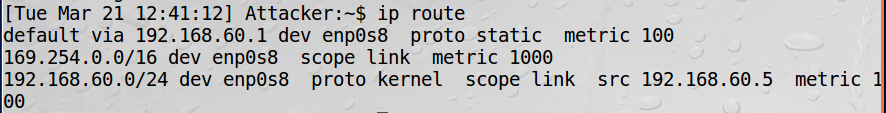 [Tue Mar 21 12:41:12] Attacker:~$ ip route
default via 192.168.60.1 dev enp0s8  proto static  metric 100
169.254.0.0/16 dev enp0s8  scope link  metric 1000
192.168.60.0/24 dev enp0s8  proto kernel  scope link  src 192.168.60.5  metric 1
00